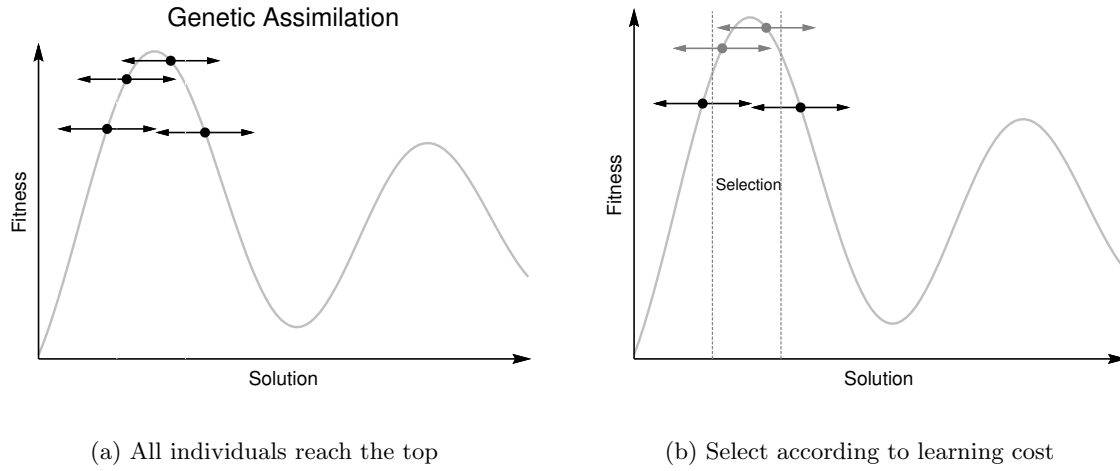 Genetic Assimilation
Fitness
Solution
(a) All individuals reach the top
Fitness
Selection
Solution
(b) Select according to learning cost